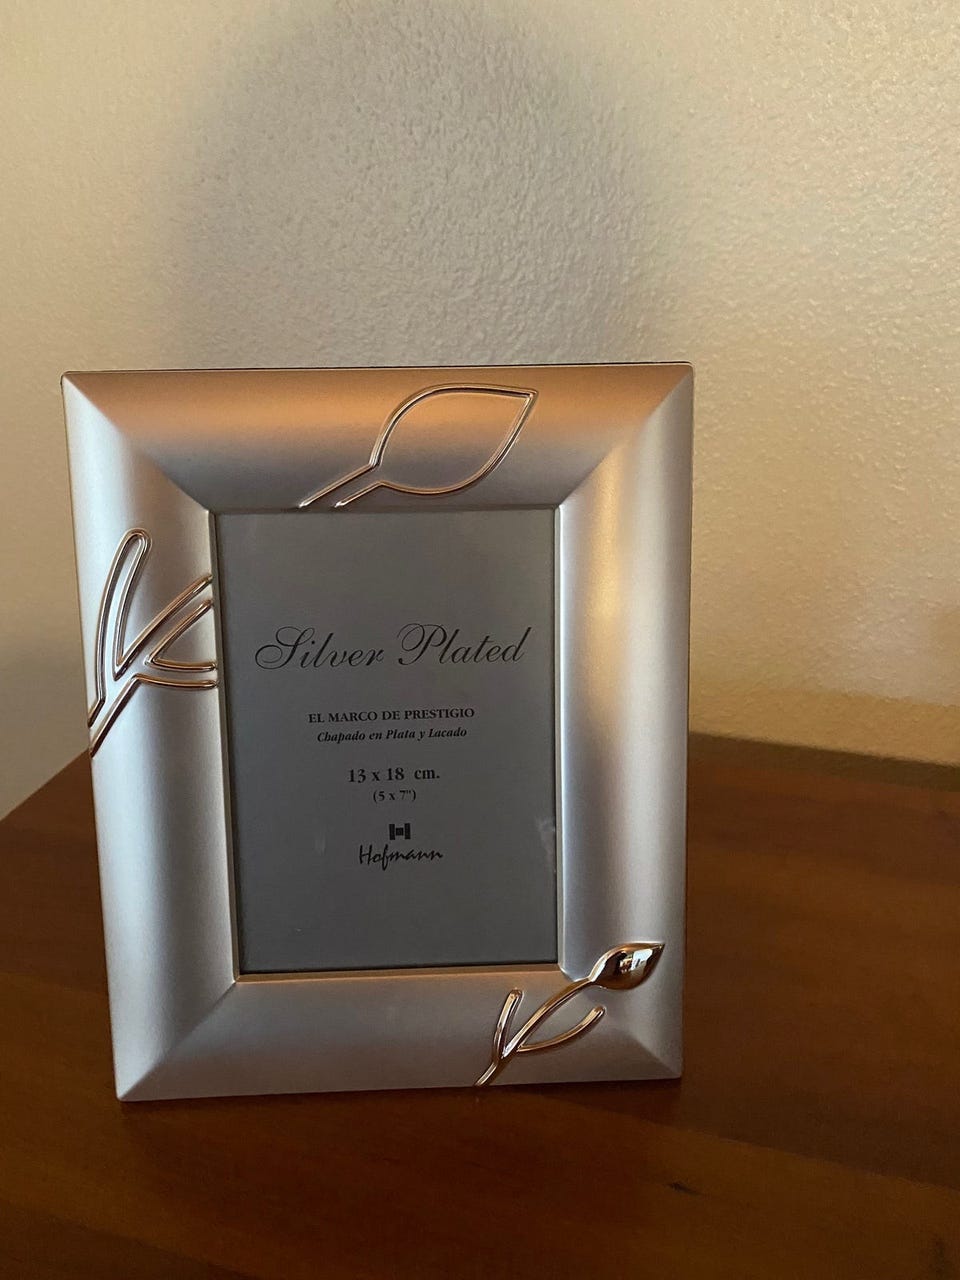 Silver Plated
EL MARCO DE PRESTIGIO
Chapado en Plata y Lacado
13 x 18 cm.
(5 x 7")
Hofmann